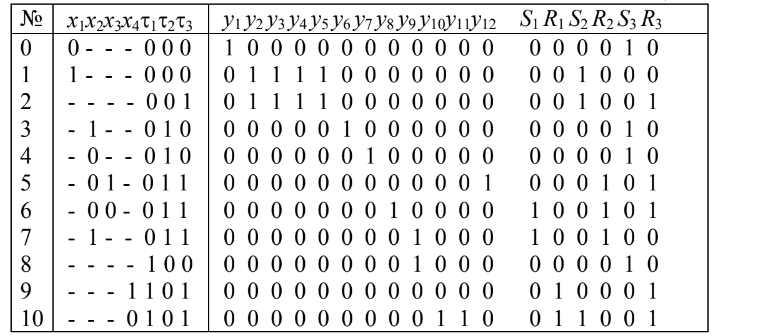 № x₁x₂x₃x₄τ₁τ₂τ₃ y₁y₂y₃y₄y₅y₆y₇y₈y₉y₁₀y₁₁y₁₂ S₁R₁S₂R₂S₃R₃
0 0 - - - 0 0 0 1 0 0 0 0 0 0 0 0 0 0 0 0 0 0 0 1 0
1 1 - - - 0 0 0 0 1 1 1 1 0 0 0 0 0 0 0 0 0 1 0 0 0
2 - - - - 0 0 1 0 1 1 1 1 0 0 0 0 0 0 0 0 0 1 0 0 1
3 - 1 - - 0 1 0 0 0 0 0 0 1 0 0 0 0 0 0 0 0 0 0 1 0
4 - 0 - - 0 1 0 0 0 0 0 0 0 1 0 0 0 0 0 0 0 0 0 1 0
5 - 0 1 - 0 1 1 0 0 0 0 0 0 0 0 0 0 0 1 0 0 0 1 0 1
6 - 0 0 - 0 1 1 0 0 0 0 0 0 0 1 0 0 0 0 1 0 0 1 0 1
7 - 1 - - 0 1 1 0 0 0 0 0 0 0 0 1 0 0 0 1 0 0 1 0 0
8 - - - - 1 0 0 0 0 0 0 0 0 0 0 1 0 0 0 0 0 0 0 1 0
9 - - - 1 1 0 1 0 0 0 0 0 0 0 0 0 0 0 0 0 1 0 0 0 1
10 - - - 0 1 0 1 0 0 0 0 0 0 0 0 0 1 1 0 0 1 1 0 0 1